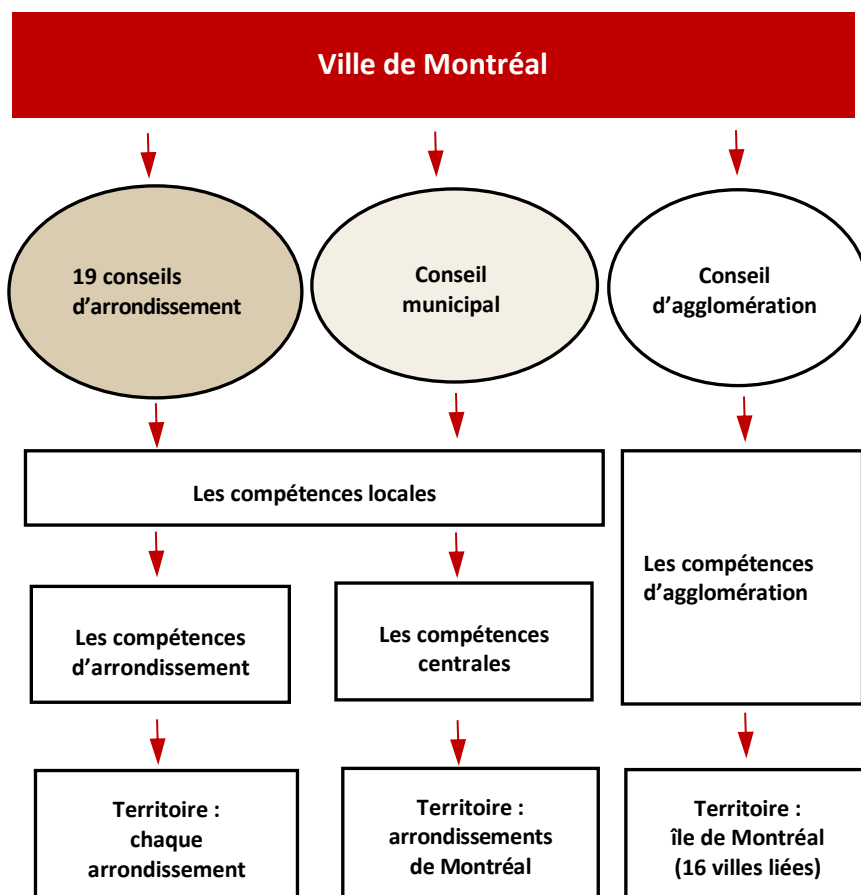 Ville de Montréal
19 conseils
d’arrondissement
Conseil
municipal
Conseil
d’agglomération
Les compétences locales
Les compétences
d’agglomération
Les compétences
d’arrondissement
Les compétences
centrales
Territoire :
chaque
arrondissement
Territoire :
arrondissements
de Montréal
Territoire :
île de Montréal
(16 villes liées)